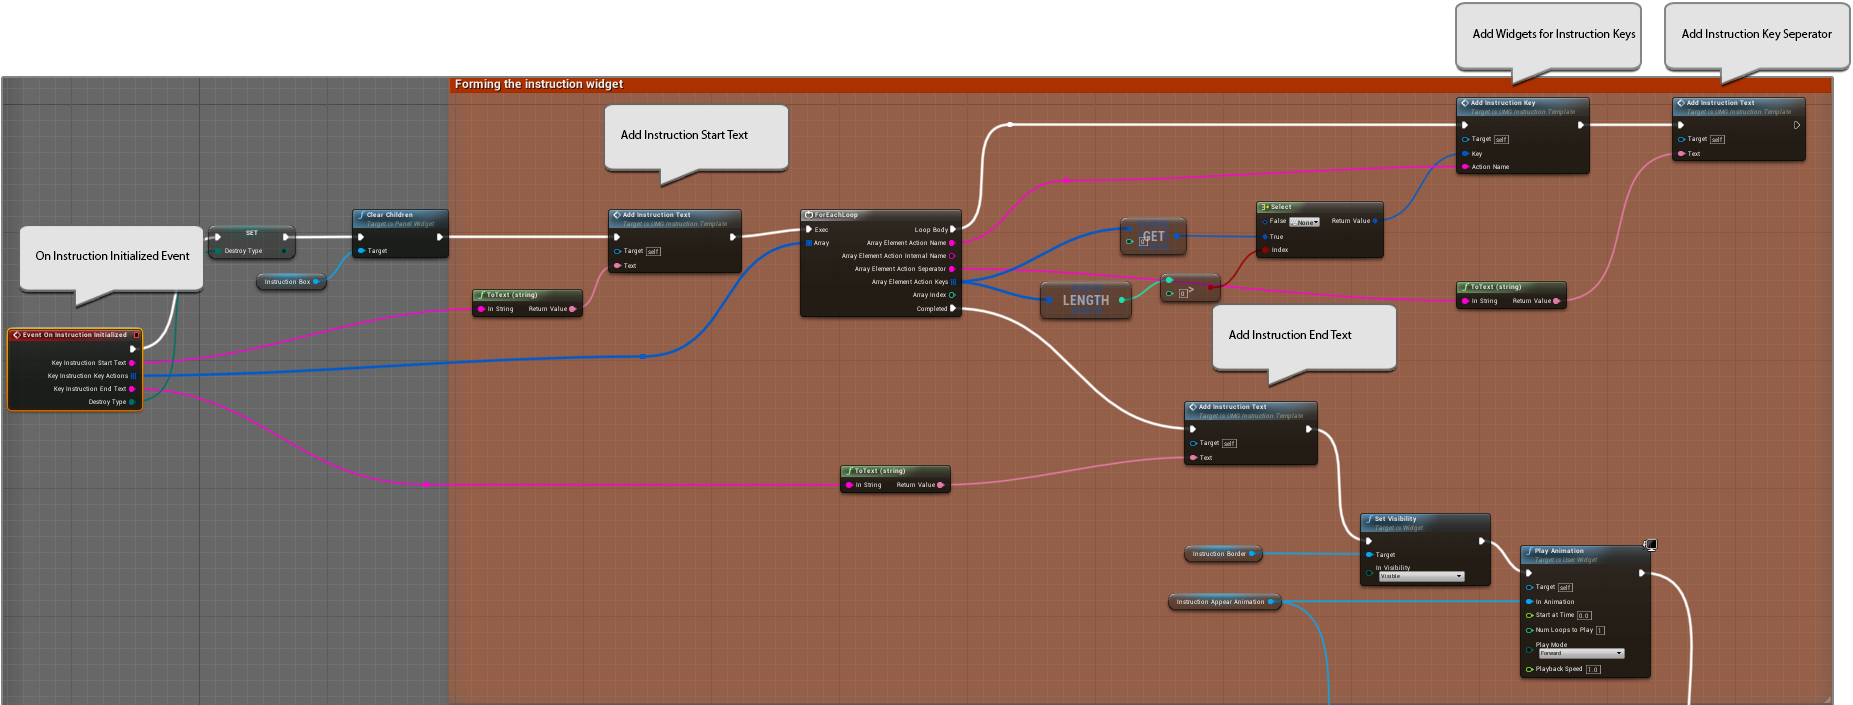 Add Widgets for Instruction Keys
Add Instruction Key Seperator
Forming the instruction widget
Add Instruction Start Text
Add Instruction Key
Target is UMG Instruction Template
Target self
Key
Action Name
Add Instruction Text
Target is UMG Instruction Template
Target self
Text
On Instruction Initialized Event
SET
Destroy Type
Clear Children
Target is Panel Widget
Target
Instruction Box
Add Instruction Text
Target is UMG Instruction Template
Target self
Text
ToText (string)
In String Return Value
ForEachLoop
Exec Loop Body
Array Array Element Action Name
Array Element Action Internal Name
Array Element Action Seperator
Array Element Action Keys
Array Index
Completed
GET
0
Select
False ...None Return Value
True
Index
LENGTH
0 >
ToText (string)
In String Return Value
Event On Instruction Initialized
Key Instruction Start Text
Key Instruction Key Actions
Key Instruction End Text
Destroy Type
Add Instruction End Text
Add Instruction Text
Target is UMG Instruction Template
Target self
Text
ToText (string)
In String Return Value
Set Visibility
Target is Widget
Target
In Visibility
Visible
Instruction Border
Instruction Appear Animation
Play Animation
Target is User Widget
Target self
In Animation
Start at Time 0.0
Num Loops to Play 1
Play Mode
Forward
Playback Speed 1.0